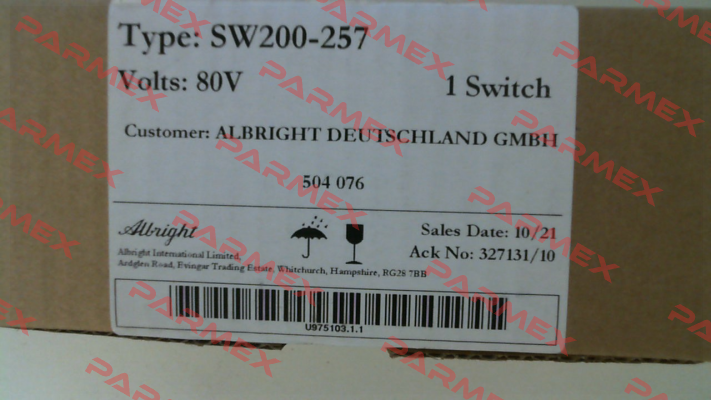 Type: SW200-257
Volts: 80V
1 Switch
Customer: ALBRIGHT DEUTSCHLAND GMBH
504 076
Albright
Sales Date: 10/21
Albright International Limited,
Ack No: 327131/10
Ardglen Road, Evingar Trading Estate, Whitchurch, Hampshire, RG28 7BB
U975103.1.1
PARMEX